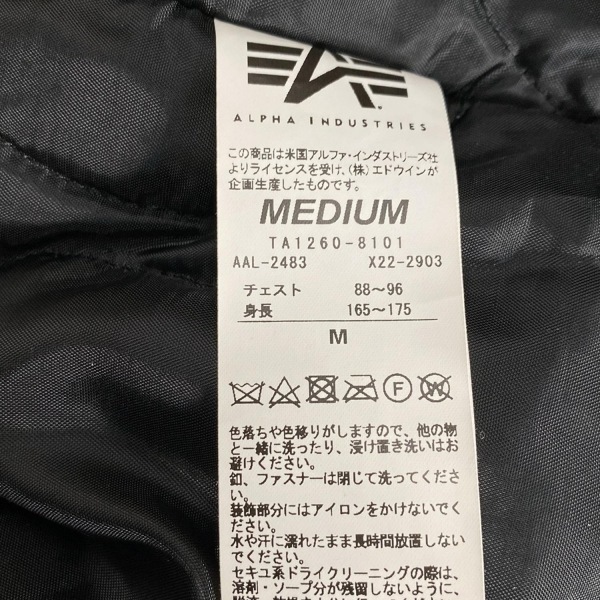 ALPHA INDUSTRIES
この商品は米国アルファ・インダストリーズ社
よりライセンスを受け、(株)エドウインが
企画生産したものです。
MEDIUM
TA1260-8101
AAL-2483 X22-2903
チェスト 88〜96
身長 165〜175
M
F W
色落ちや色移りがしますので、他の物
と一緒に洗ったり、浸け置き洗いはお
避けください。
釦、ファスナーは閉じて洗ってくださ
い。
装飾部分にはアイロンをかけないでく
ださい。
水や汗に濡れたまま長時間放置しない
でください。
セキユ系ドライクリーニングの際は、
溶剤・ソープ分が残留しないように、